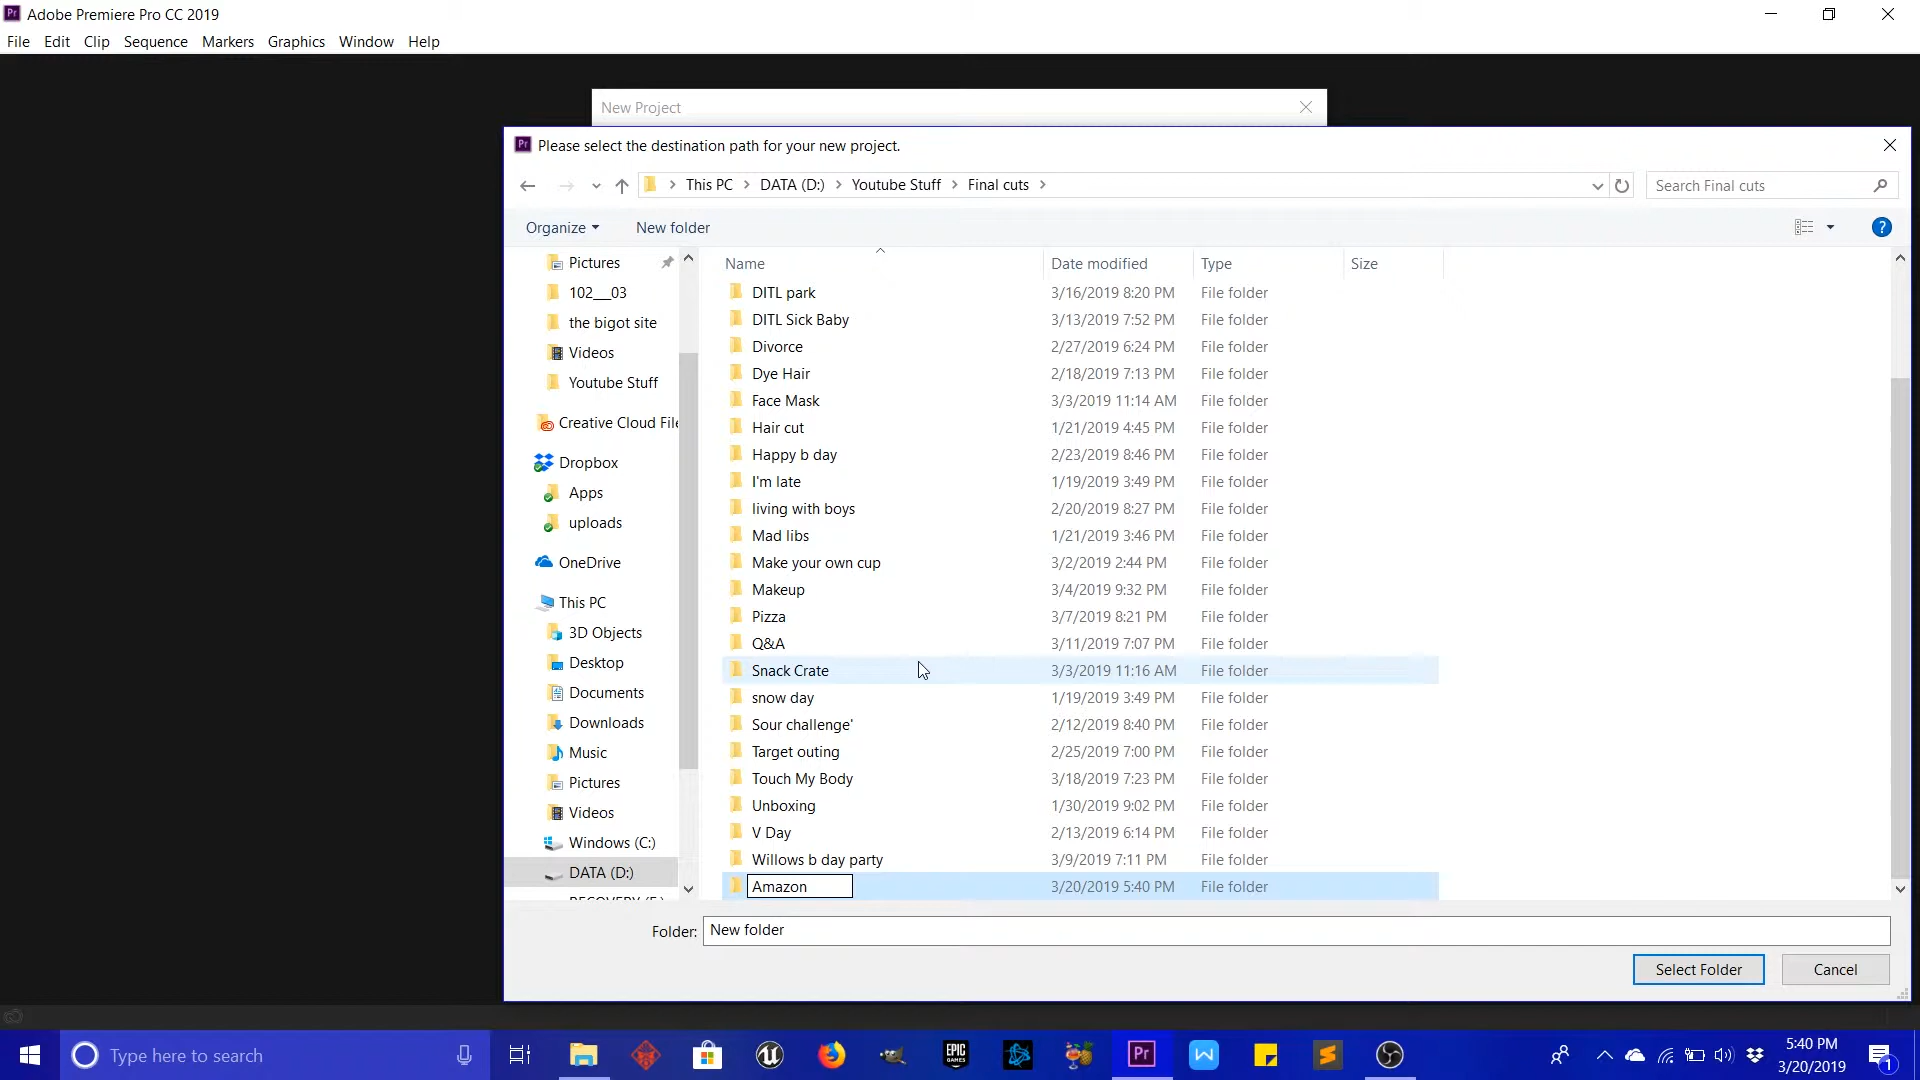 Adobe Premiere Pro CC 2019
File Edit Clip Sequence Markers Graphics Window Help
New Project
Please select the destination path for your new project.
This PC > DATA (D:) > Youtube Stuff > Final cuts >
Search Final cuts
Organize New folder
Name Date modified Type Size
Pictures
102___03
the bigot site
Videos
Youtube Stuff
Creative Cloud File
Dropbox
Apps
uploads
OneDrive
This PC
3D Objects
Desktop
Documents
Downloads
Music
Pictures
Videos
Windows (C:)
DATA (D:)
DITL park 3/16/2019 8:20 PM File folder
DITL Sick Baby 3/13/2019 7:52 PM File folder
Divorce 2/27/2019 6:24 PM File folder
Dye Hair 2/18/2019 7:13 PM File folder
Face Mask 3/3/2019 11:14 AM File folder
Hair cut 1/21/2019 4:45 PM File folder
Happy b day 2/23/2019 8:46 PM File folder
I'm late 1/19/2019 3:49 PM File folder
living with boys 2/20/2019 8:27 PM File folder
Mad libs 1/21/2019 3:46 PM File folder
Make your own cup 3/2/2019 2:44 PM File folder
Makeup 3/4/2019 9:32 PM File folder
Pizza 3/7/2019 8:21 PM File folder
Q&A 3/11/2019 7:07 PM File folder
Snack Crate 3/3/2019 11:16 AM File folder
snow day 1/19/2019 3:49 PM File folder
Sour challenge' 2/12/2019 8:40 PM File folder
Target outing 2/25/2019 7:00 PM File folder
Touch My Body 3/18/2019 7:23 PM File folder
Unboxing 1/30/2019 9:02 PM File folder
V Day 2/13/2019 6:14 PM File folder
Willows b day party 3/9/2019 7:11 PM File folder
Amazon 3/20/2019 5:40 PM File folder
Folder: New folder
Select Folder Cancel
Type here to search
EPIC GAMES
Pr
5:40 PM
3/20/2019
1